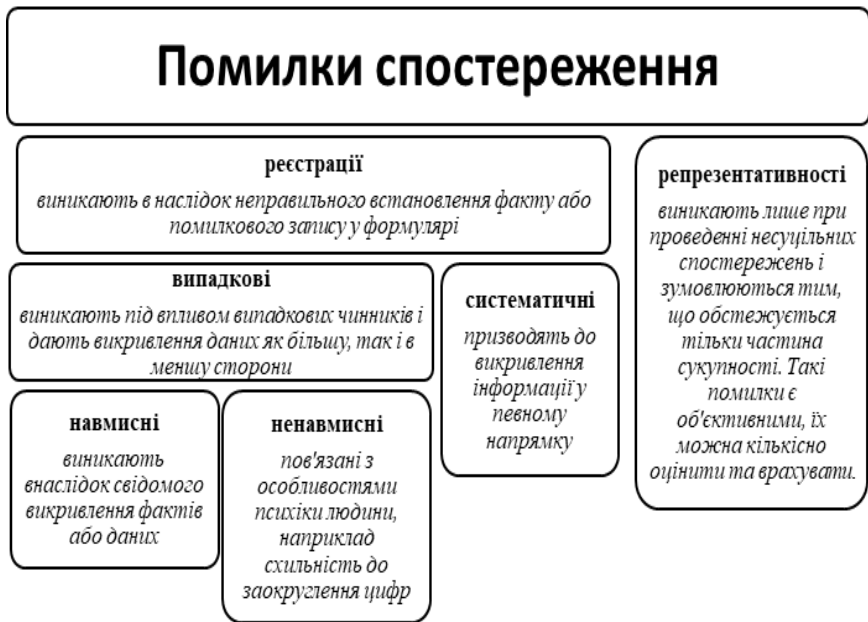 Помилки спостереження
реєстрації
виникають в наслідок неправильного встановлення факту або
помилкового запису у формулярі
репрезентативності
виникають лише при
проведенні несуцільних
спостережень і
зумовлюються тим,
що обстежується
тільки частина
сукупності. Такі
помилки є
об'єктивними, їх
можна кількісно
оцінити та врахувати.
випадкові
виникають під впливом випадкових чинників і
дають викривлення даних як більшу, так і в
меншу сторони
систематичні
призводять до
викривлення
інформації у
певному
напрямку
навмисні
виникають
внаслідок свідомого
викривлення фактів
або даних
ненавмисні
пов'язані з
особливостями
психіки людини,
наприклад
схильність до
заокруглення цифр